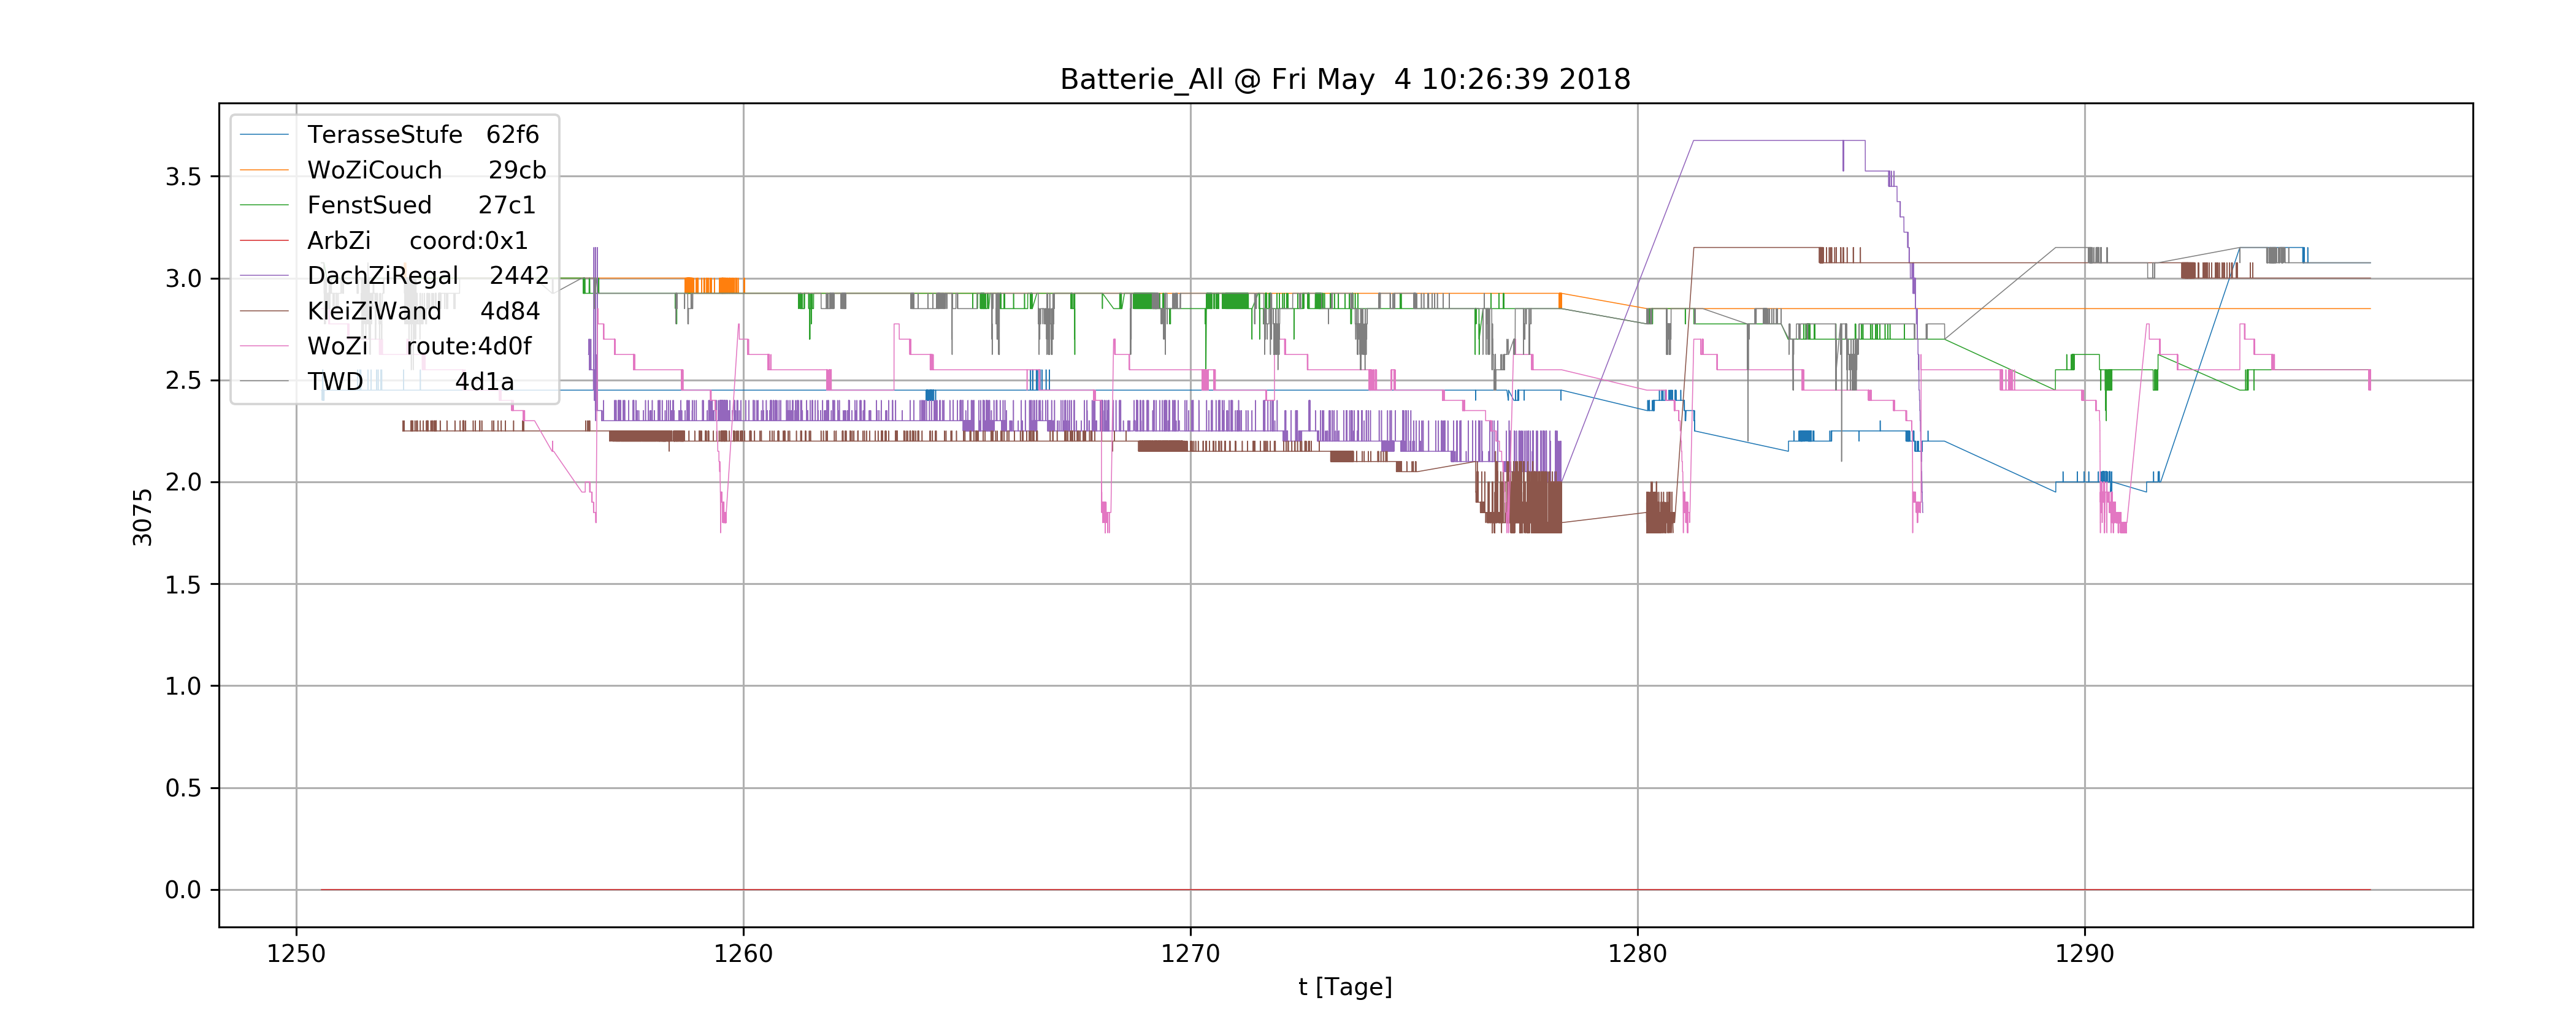 Batterie_All @ Fri May  4 10:26:39 2018
TerasseStufe   62f6
WoZiCouch      29cb
FenstSued      27c1
ArbZi     coord:0x1
DachZiRegal    2442
KleiZiWand     4d84
WoZi     route:4d0f
TWD            4d1a
3.5
3.0
2.5
2.0
1.5
1.0
0.5
0.0
3075
1250 1260 1270 1280 1290
t [Tage]